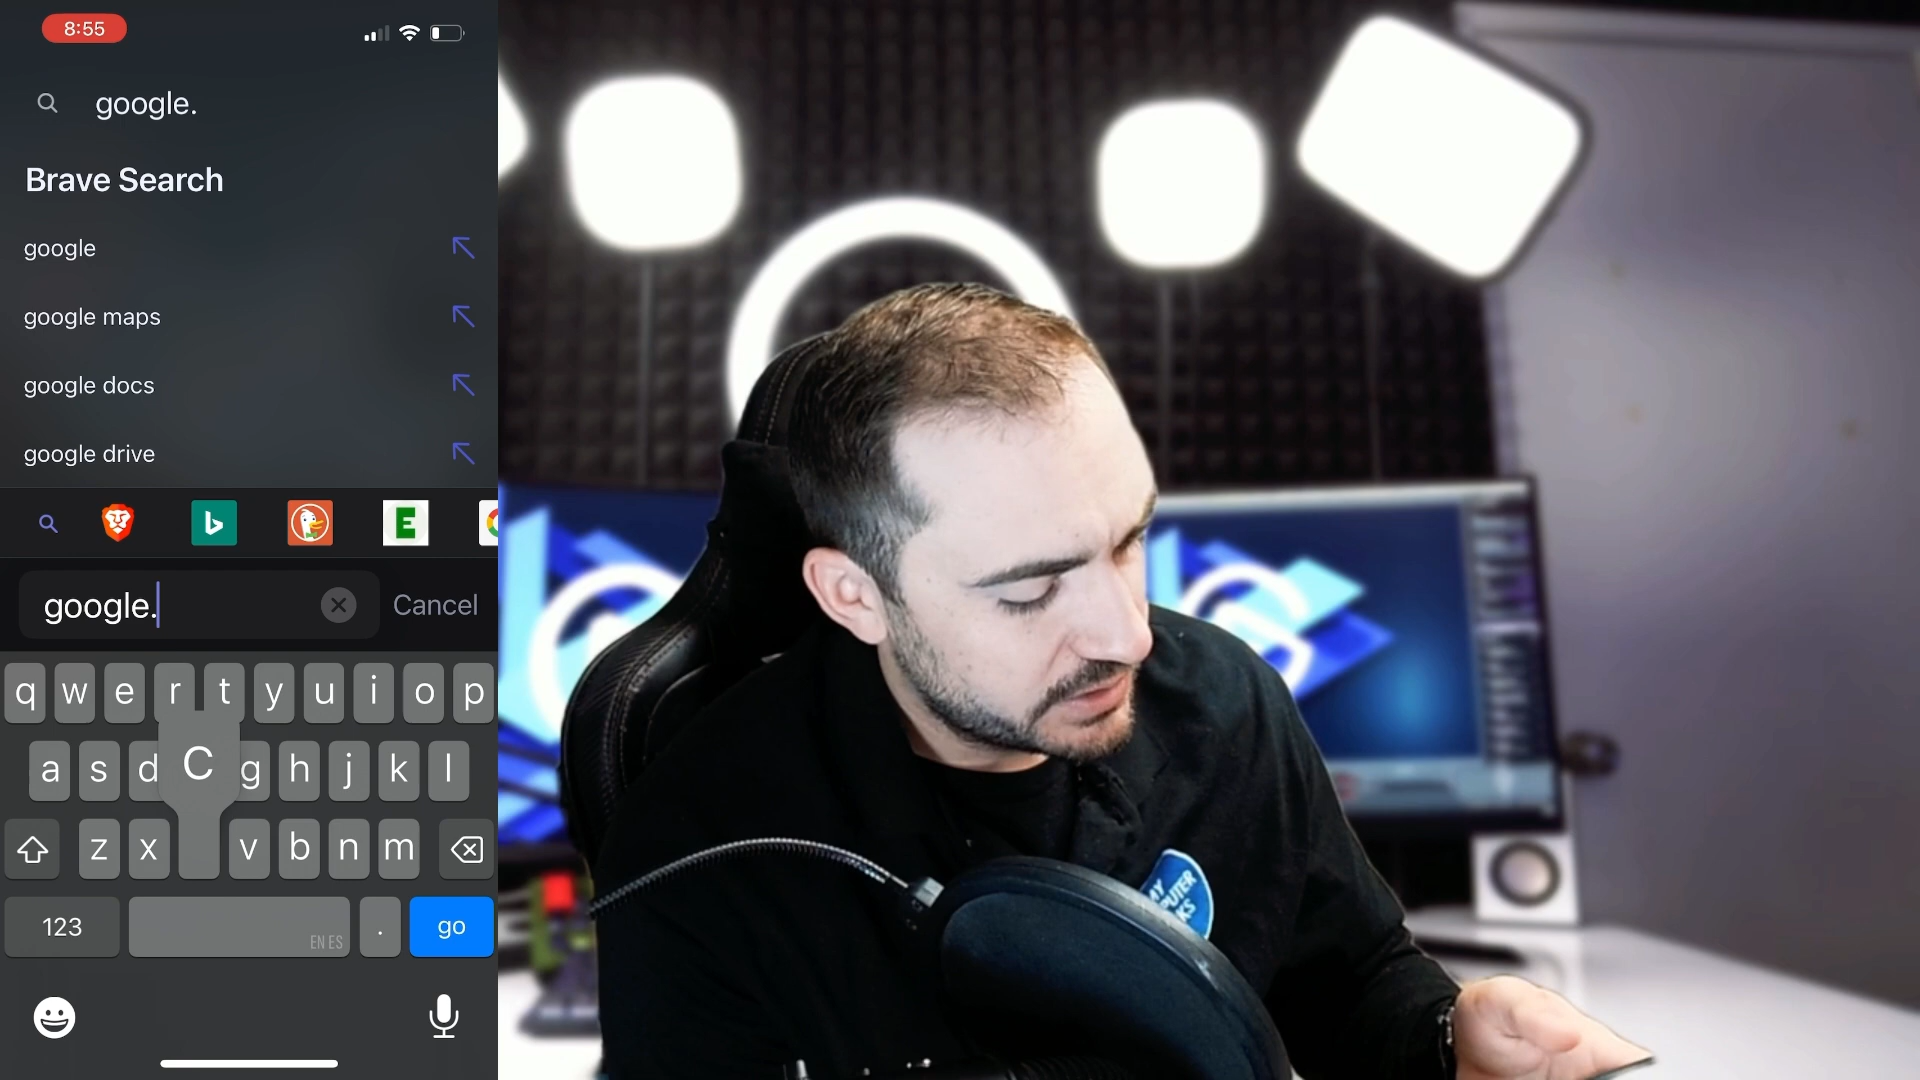 8:55
google.
Brave Search
google
google maps
google docs
google drive
b
E
google.
Cancel
q w e r t y u i o p
a s d C g h j k l
z x v b n m
123
EN ES
.
go